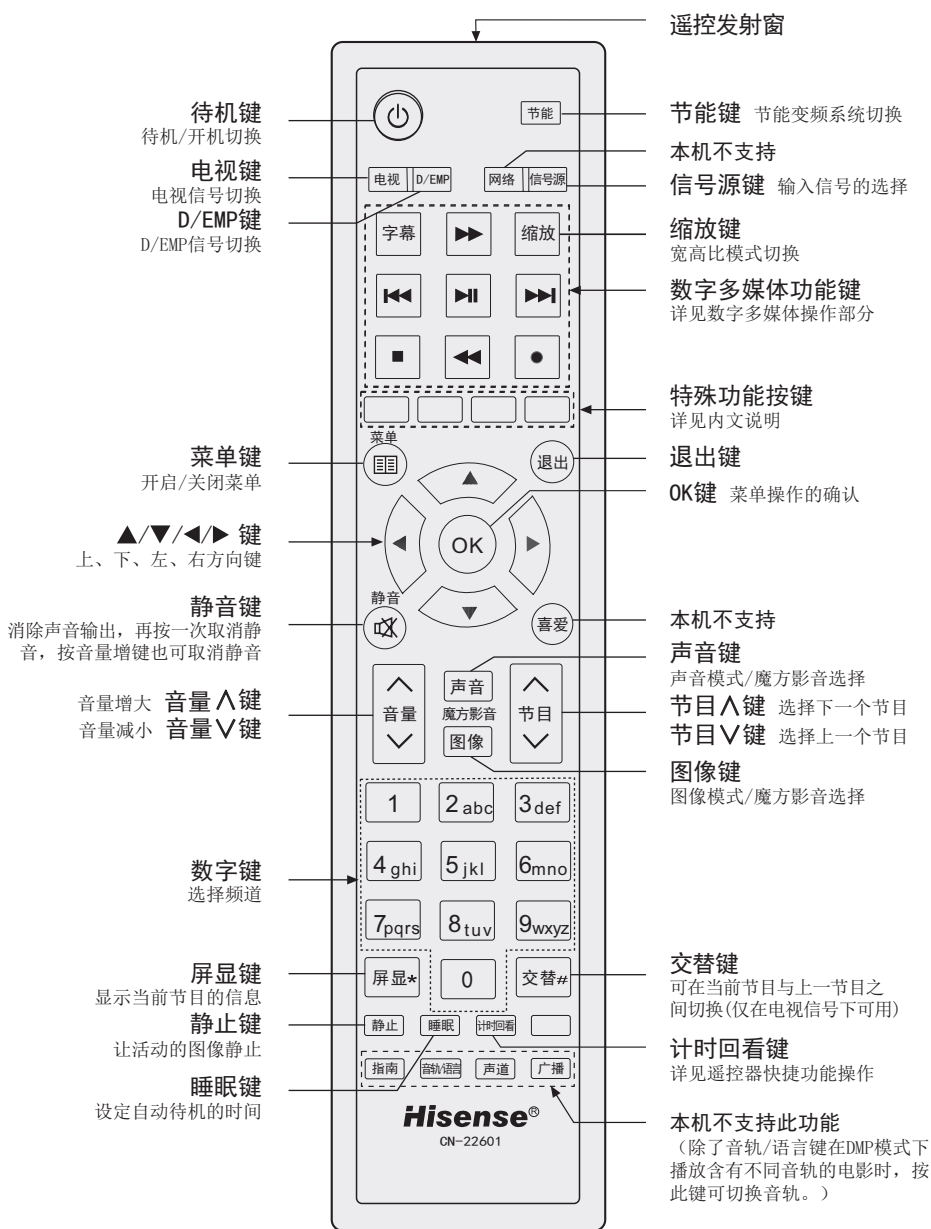 遥控发射窗
待机键
待机/开机切换
电视键
电视信号切换
D/EMP键
D/EMP信号切换
菜单键
开启/关闭菜单
▲/▼/◀/▶ 键
上、下、左、右方向键
静音键
消除声音输出，再按一次取消静
音，按音量增键也可取消静音
音量增大 音量∧键
音量减小 音量∨键
数字键
选择频道
屏显键
显示当前节目的信息
静止键
让活动的图像静止
睡眠键
设定自动待机的时间
节能
电视 D/EMP 网络 信号源
字幕 缩放
菜单
退出
OK
静音
喜爱
音量 声音 节目
魔方影音
图像
1 2abc 3def
4ghi 5jkl 6mno
7pqrs 8tuv 9wxyz
屏显* 0 交替#
静止 睡眠 计时回看
指南 音轨/语言 声道 广播
Hisense®
CN-22601
节能键 节能变频系统切换
本机不支持
信号源键 输入信号的选择
缩放键
宽高比模式切换
数字多媒体功能键
详见数字多媒体操作部分
特殊功能按键
详见内文说明
退出键
OK键 菜单操作的确认
本机不支持
声音键
声音模式/魔方影音选择
节目∧键 选择下一个节目
节目∨键 选择上一个节目
图像键
图像模式/魔方影音选择
交替键
可在当前节目与上一节目之
间切换(仅在电视信号下可用)
计时回看键
详见遥控器快捷功能操作
本机不支持此功能
（除了音轨/语言键在DMP模式下
播放含有不同音轨的电影时，按
此键可切换音轨。）